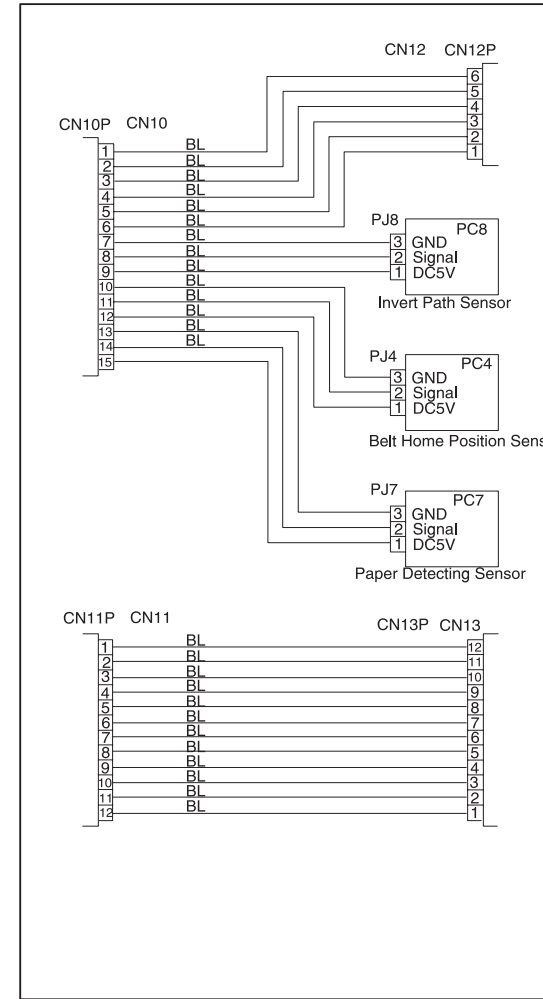 CN12 CN12P
6
5
4
3
2
1
CN10P CN10
1 BL
2 BL
3 BL
4 BL
5 BL
6 BL
7 BL
8 BL
9 BL
10 BL
11 BL
12 BL
13 BL
14 BL
15
PJ8 PC8
3 GND
2 Signal
1 DC5V
Invert Path Sensor
PJ4 PC4
3 GND
2 Signal
1 DC5V
Belt Home Position Sens
PJ7 PC7
3 GND
2 Signal
1 DC5V
Paper Detecting Sensor
CN11P CN11 CN13P CN13
1 BL 12
2 BL 11
3 BL 10
4 BL 9
5 BL 8
6 BL 7
7 BL 6
8 BL 5
9 BL 4
10 BL 3
11 BL 2
12 BL 1